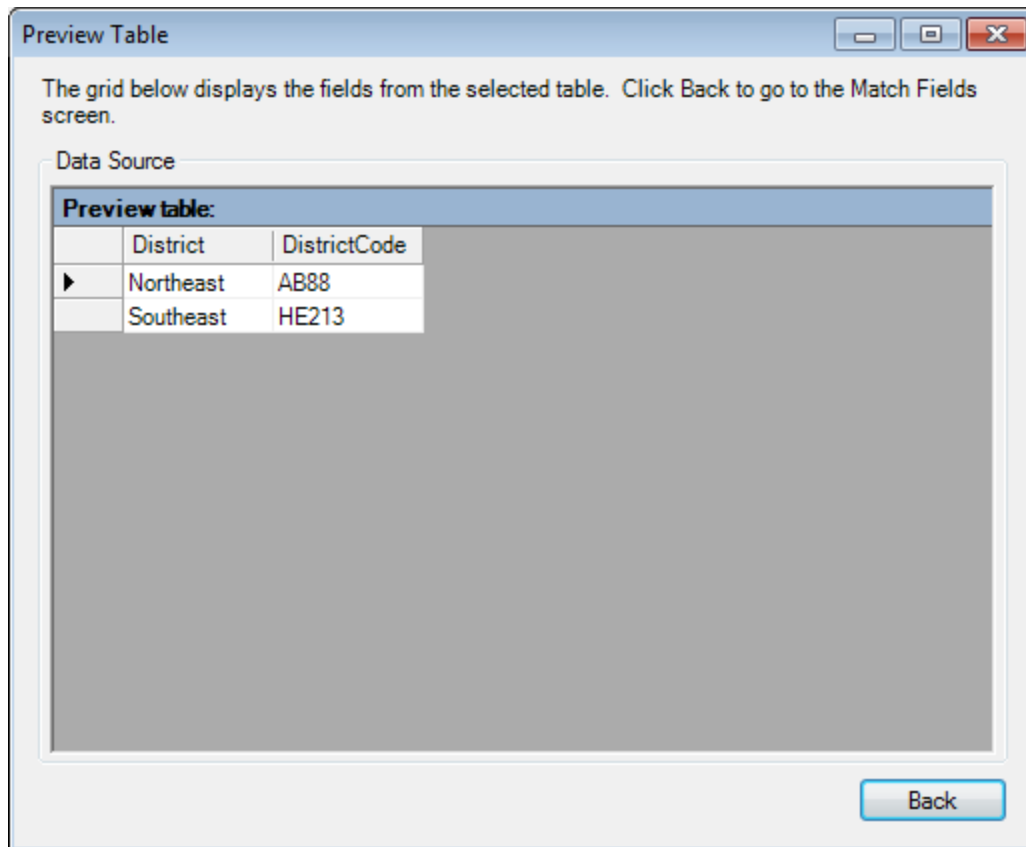 Preview Table
The grid below displays the fields from the selected table.  Click Back to go to the Match Fields
screen.
Data Source
Preview table:
District DistrictCode
Northeast AB88
Southeast HE213
Back